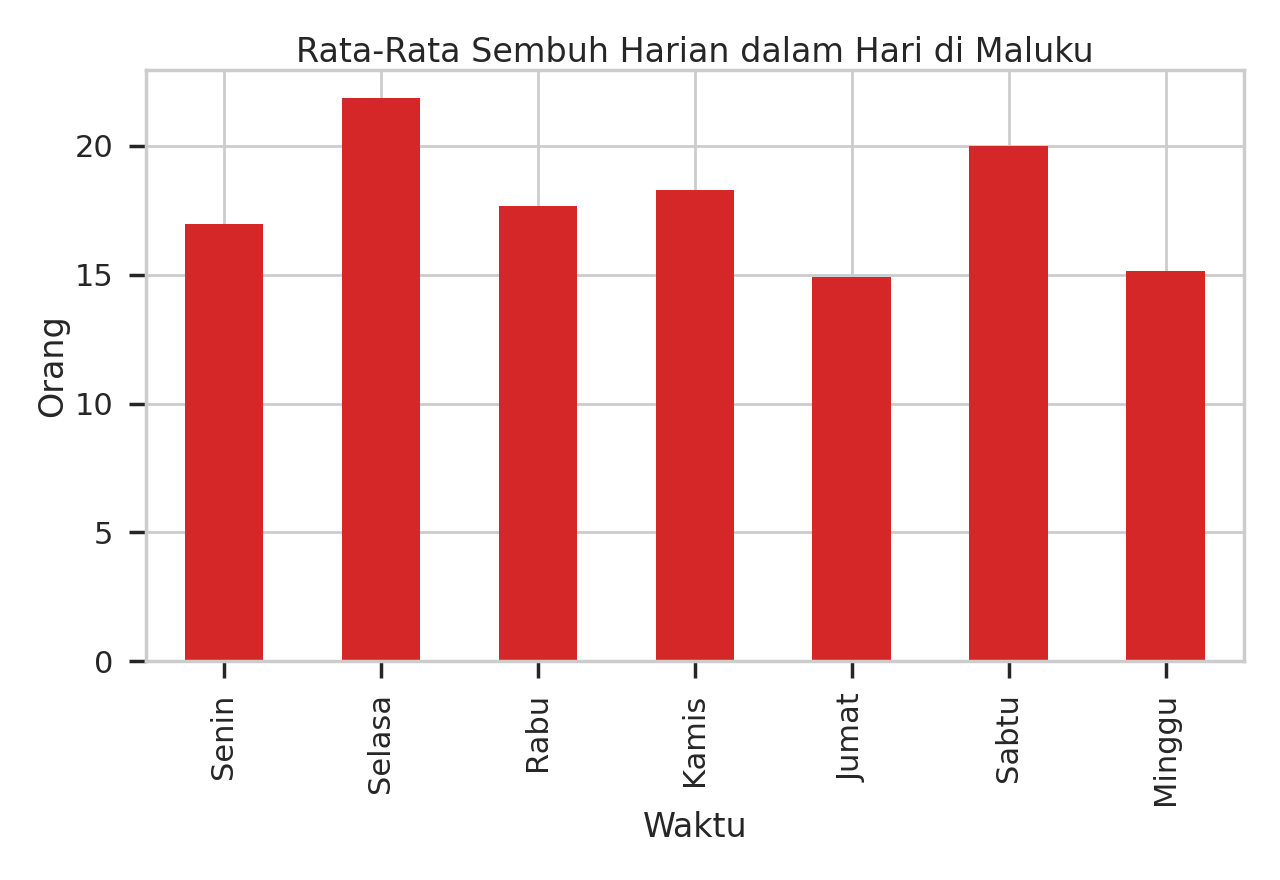 Rata-Rata Sembuh Harian dalam Hari di Maluku
Orang
20
15
10
5
0
Senin
Selasa
Rabu
Kamis
Jumat
Sabtu
Minggu
Waktu